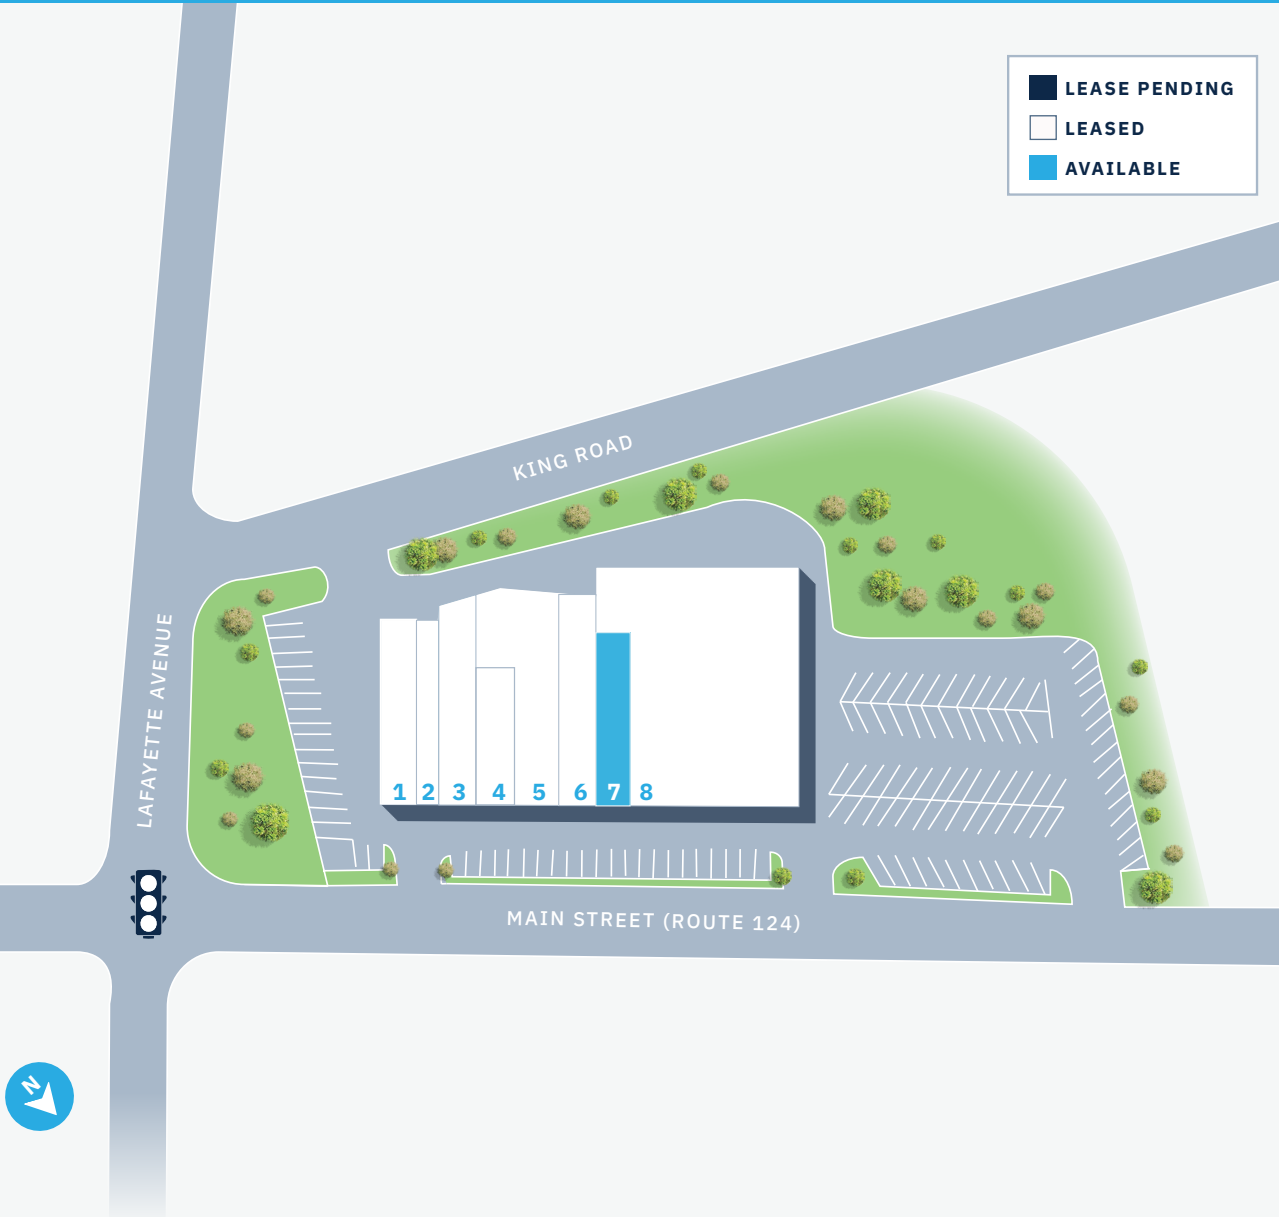 LEASE PENDING
LEASED
AVAILABLE
KING ROAD
LAFAYETTE AVENUE
1 2 3 4 5 6 7 8
MAIN STREET (ROUTE 124)
N